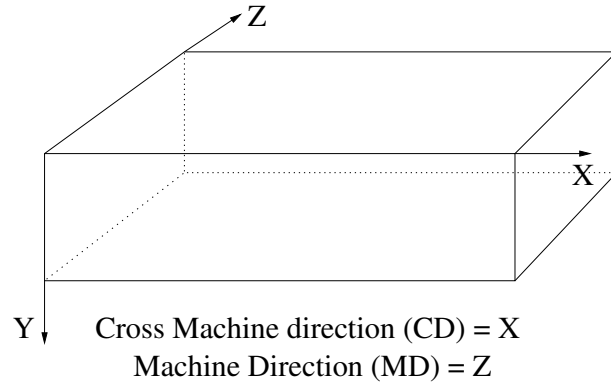 Z
X
Y
Cross Machine direction (CD) = X
Machine Direction (MD) = Z